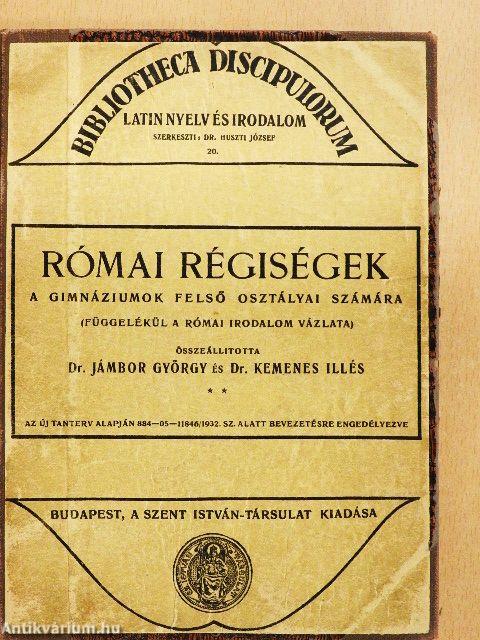 BIBLIOTHECA DISCIPULORUM
LATIN NYELV ÉS IRODALOM
SZERKESZTI: DR. HUSZTI JÓZSEF
20.
RÓMAI RÉGISÉGEK
A GIMNÁZIUMOK FELSŐ OSZTÁLYAI SZÁMÁRA
(FÜGGELÉKÜL A RÓMAI IRODALOM VÁZLATA)
ÖSSZEÁLLITOTTA
Dr. JÁMBOR GYÖRGY ÉS Dr. KEMENES ILLÉS
* *
AZ ÚJ TANTERV ALAPJÁN 884—05—11846/1932. SZ. ALATT BEVEZETÉSRE ENGEDÉLYEZVE
BUDAPEST, A SZENT ISTVÁN-TÁRSULAT KIADÁSA
Antikvárium.hu